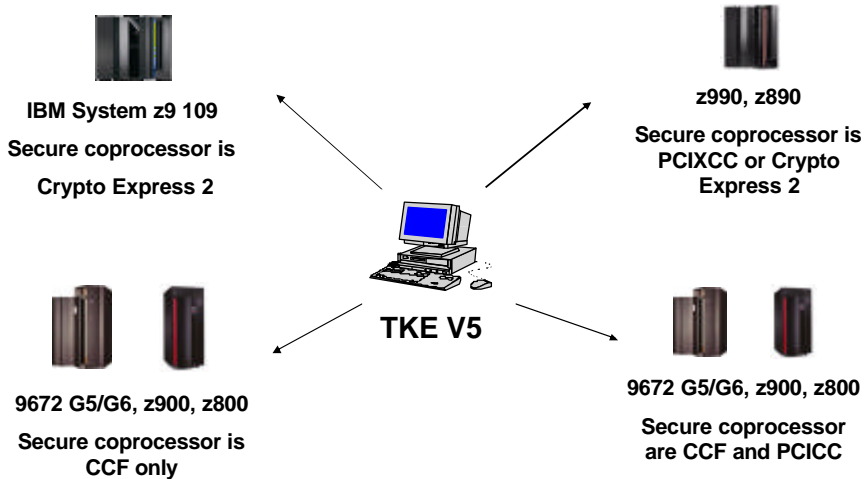 IBM System z9 109
Secure coprocessor is
Crypto Express 2
z990, z890
Secure coprocessor is
PCIXCC or Crypto
Express 2
TKE V5
9672 G5/G6, z900, z800
Secure coprocessor is
CCF only
9672 G5/G6, z900, z800
Secure coprocessor
are CCF and PCICC